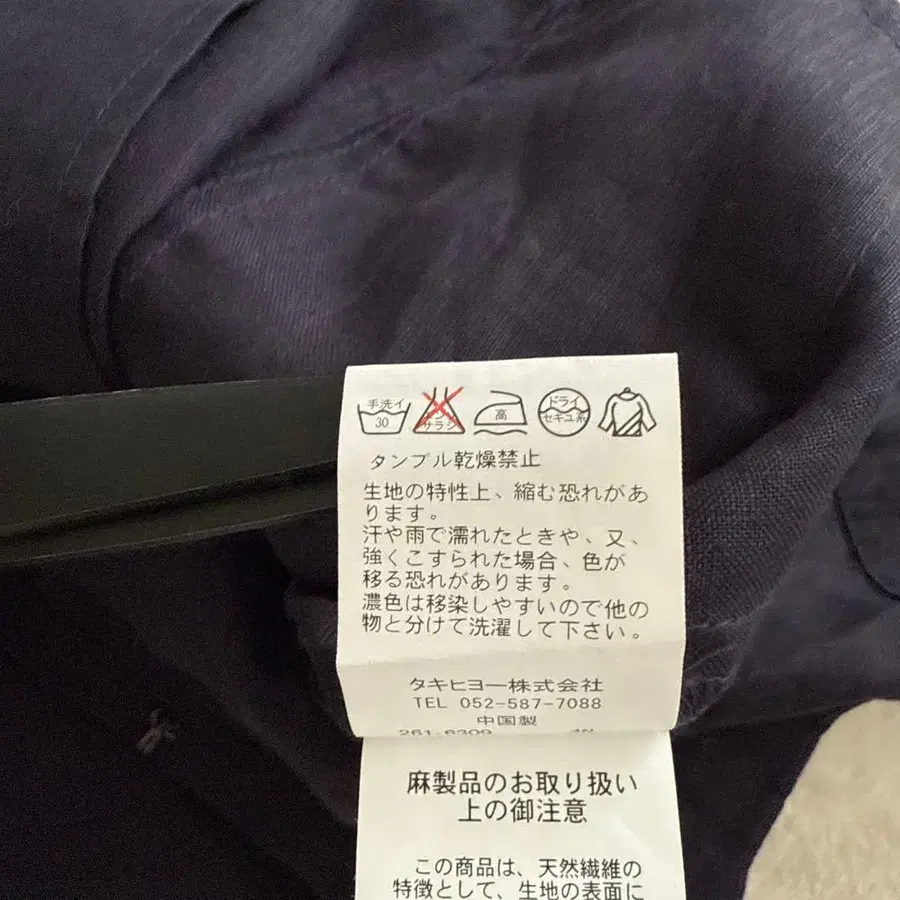 手洗イ
30
サラシ
高
ドライ
セキユ系
タンブル乾燥禁止
生地の特性上、縮む恐れがあ
ります。
汗や雨で濡れたときや、又、
強くこすられた場合、色が
移る恐れがあります。
濃色は移染しやすいので他の
物と分けて洗濯して下さい。
タキヒヨー株式会社
TEL 052-587-7088
中国製
261-6309
麻製品のお取り扱い
上の御注意
この商品は、天然繊維の
特徴として、生地の表面に